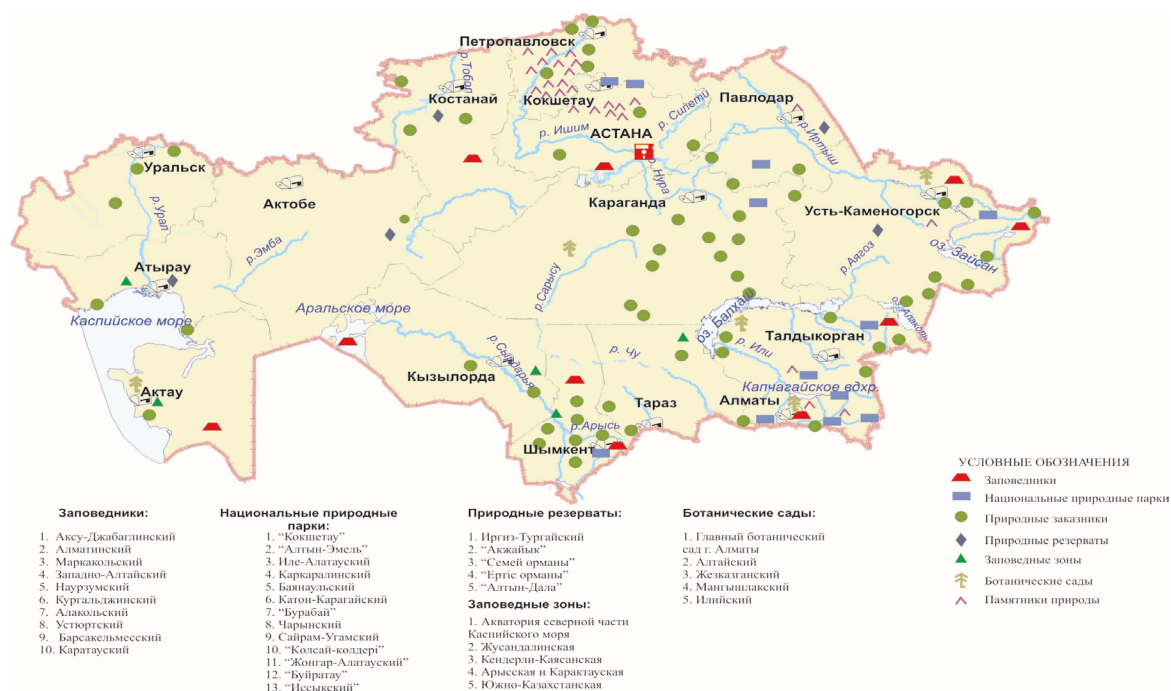 Петропавловск
р.Тобол
Костанай
Кокшетау
р. Силети
Павлодар
р. Ишим
АСТАНА
р.Иртыш
Уральск
р. Нура
Актобе
Караганда
Усть-Каменогорск
р.Урал
р.Эмба
р.Сарысу
р.Аягоз
оз. Зайсан
Атырау
Каспийское море
Аральское море
оз. Балхаш
оз. Алаколь
Талдыкорган
р.Сырдарья
р. Чу
р. Или
Кызылорда
Капчагайское вдхр.
Актау
Тараз
Алматы
р.Арысь
Шымкент
УСЛОВНЫЕ ОБОЗНАЧЕНИЯ
Заповедники
Национальные природные парки
Природные заказники
Природные резерваты
Заповедные зоны
Ботанические сады
Памятники природы
Заповедники:
1. Аксу-Джабаглинский
2. Алматинский
3. Маркакольский
4. Западно-Алтайский
5. Наурзумский
6. Кургальджинский
7. Алакольский
8. Устюртский
9. Барсакельмесский
10. Каратауский
Национальные природные
парки:
1. “Кокшетау”
2. “Алтын-Эмель”
3. Иле-Алатауский
4. Каркаралинский
5. Баянаульский
6. Катон-Карагайский
7. “Бурабай”
8. Чарынский
9. Сайрам-Угамский
10. “Көлсай-көлдері”
11. “Жонгар-Алатауский”
12. “Буйратау”
13. “Иссыкский”
Природные резерваты:
1. Иргиз-Тургайский
2. “Акжайык”
3. “Семей орманы”
4. “Ертіс орманы”
5. “Алтын-Дала”
Заповедные зоны:
1. Акватория северной части
Каспийского моря
2. Жусандалинская
3. Кендерли-Каясанская
4. Арысская и Карактауская
5. Южно-Казахстанская
Ботанические сады:
1. Главный ботанический
сад г. Алматы
2. Алтайский
3. Жезказганский
4. Мангышлакский
5. Илийский